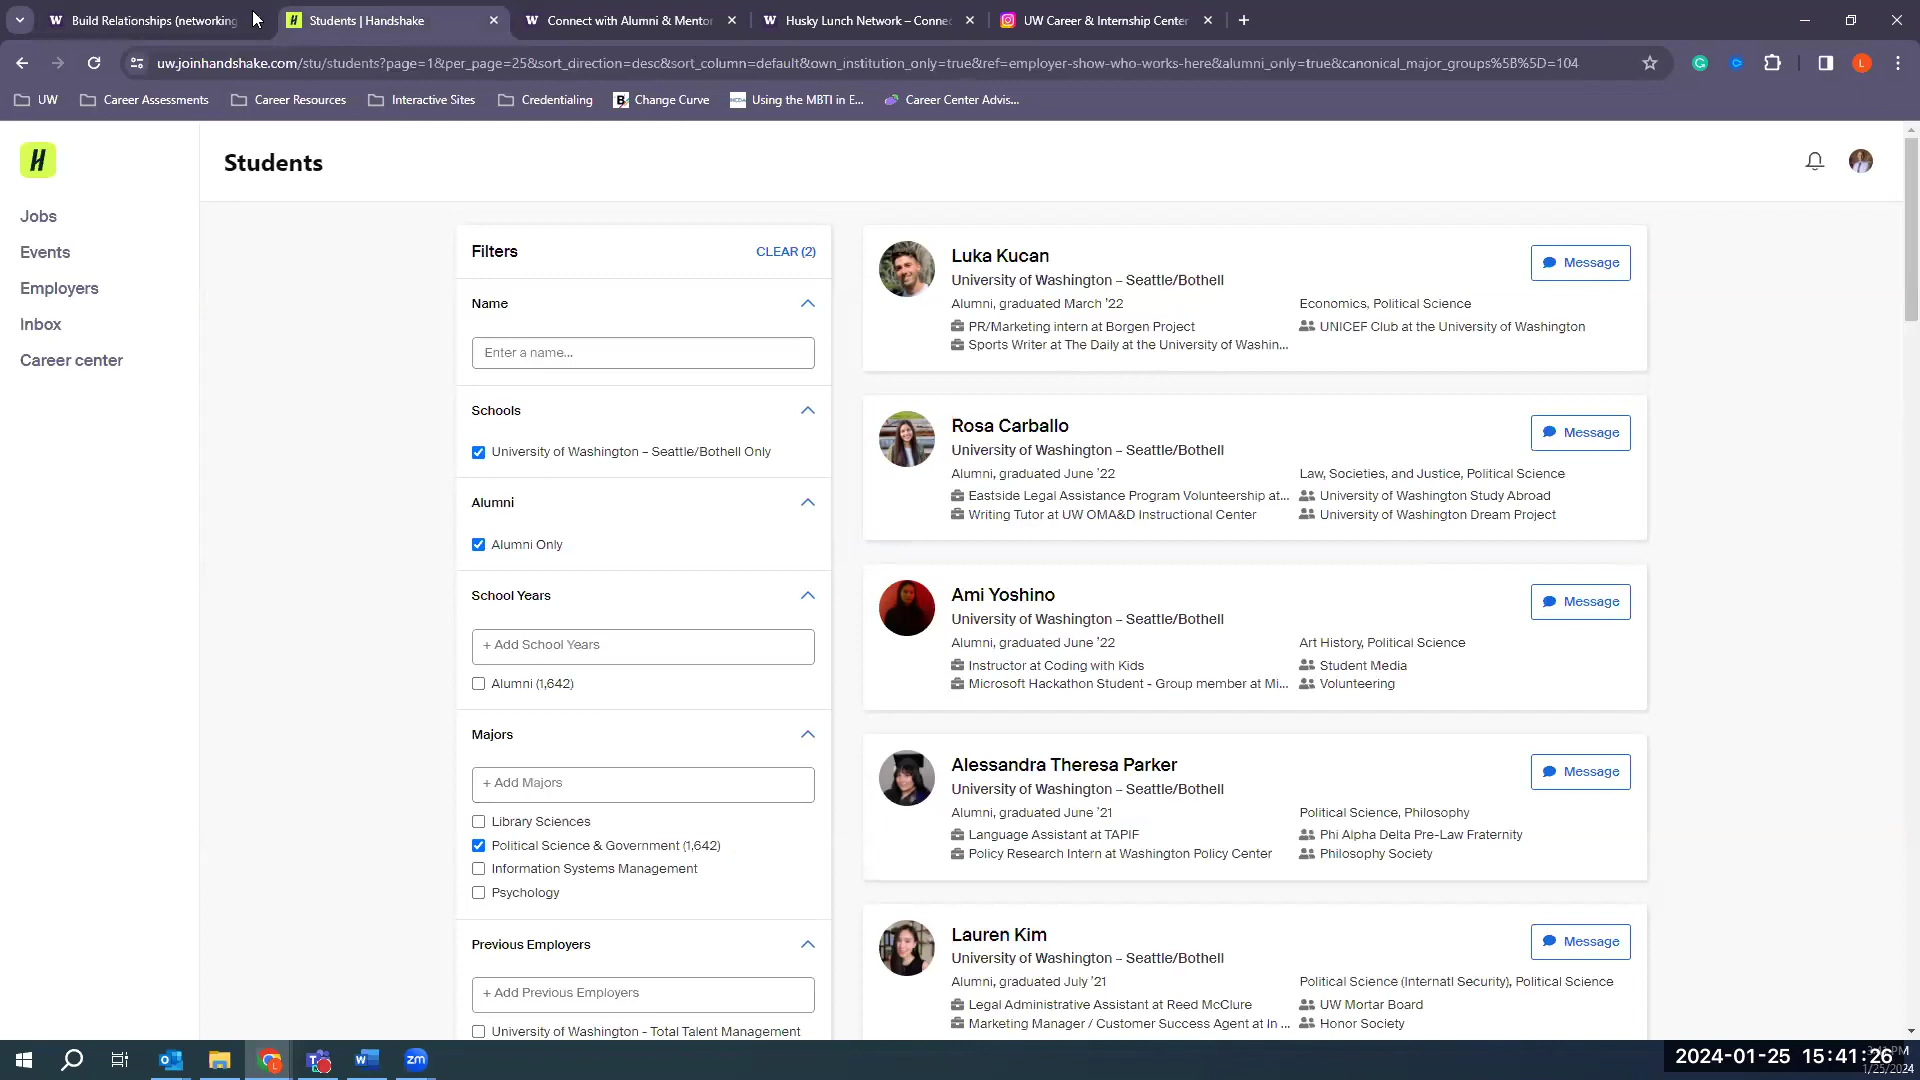 Build Relationships (networking
Students | Handshake
Connect with Alumni & Mento
Husky Lunch Network – Connec
UW Career & Internship Center
uw.joinhandshake.com/stu/students?page=1&per_page=25&sort_direction=desc&sort_column=default&own_institution_only=true&ref=employer-show-who-works-here&alumni_only=true&canonical_major_groups%5B%5D=104
L
UW
Career Assessments
Career Resources
Interactive Sites
Credentialing
Change Curve
Using the MBTI in E...
Career Center Advis...
Students
Jobs
Events
Employers
Inbox
Career center
Filters
CLEAR (2)
Name
Enter a name...
Schools
University of Washington – Seattle/Bothell Only
Alumni
Alumni Only
School Years
+ Add School Years
Alumni (1,642)
Majors
+ Add Majors
Library Sciences
Political Science & Government (1,642)
Information Systems Management
Psychology
Previous Employers
+ Add Previous Employers
University of Washington - Total Talent Management
Luka Kucan
Message
University of Washington – Seattle/Bothell
Alumni, graduated March '22
Economics, Political Science
PR/Marketing intern at Borgen Project
UNICEF Club at the University of Washington
Sports Writer at The Daily at the University of Washin...
Rosa Carballo
Message
University of Washington – Seattle/Bothell
Alumni, graduated June '22
Law, Societies, and Justice, Political Science
Eastside Legal Assistance Program Volunteership at...
University of Washington Study Abroad
Writing Tutor at UW OMA&D Instructional Center
University of Washington Dream Project
Ami Yoshino
Message
University of Washington – Seattle/Bothell
Alumni, graduated June '22
Art History, Political Science
Instructor at Coding with Kids
Student Media
Microsoft Hackathon Student - Group member at Mi...
Volunteering
Alessandra Theresa Parker
Message
University of Washington – Seattle/Bothell
Alumni, graduated June '21
Political Science, Philosophy
Language Assistant at TAPIF
Phi Alpha Delta Pre-Law Fraternity
Policy Research Intern at Washington Policy Center
Philosophy Society
Lauren Kim
Message
University of Washington – Seattle/Bothell
Alumni, graduated July '21
Political Science (Internatl Security), Political Science
Legal Administrative Assistant at Reed McClure
UW Mortar Board
Marketing Manager / Customer Success Agent at In ...
Honor Society
zm
2024-01-25 15:41:26
1/25/2024